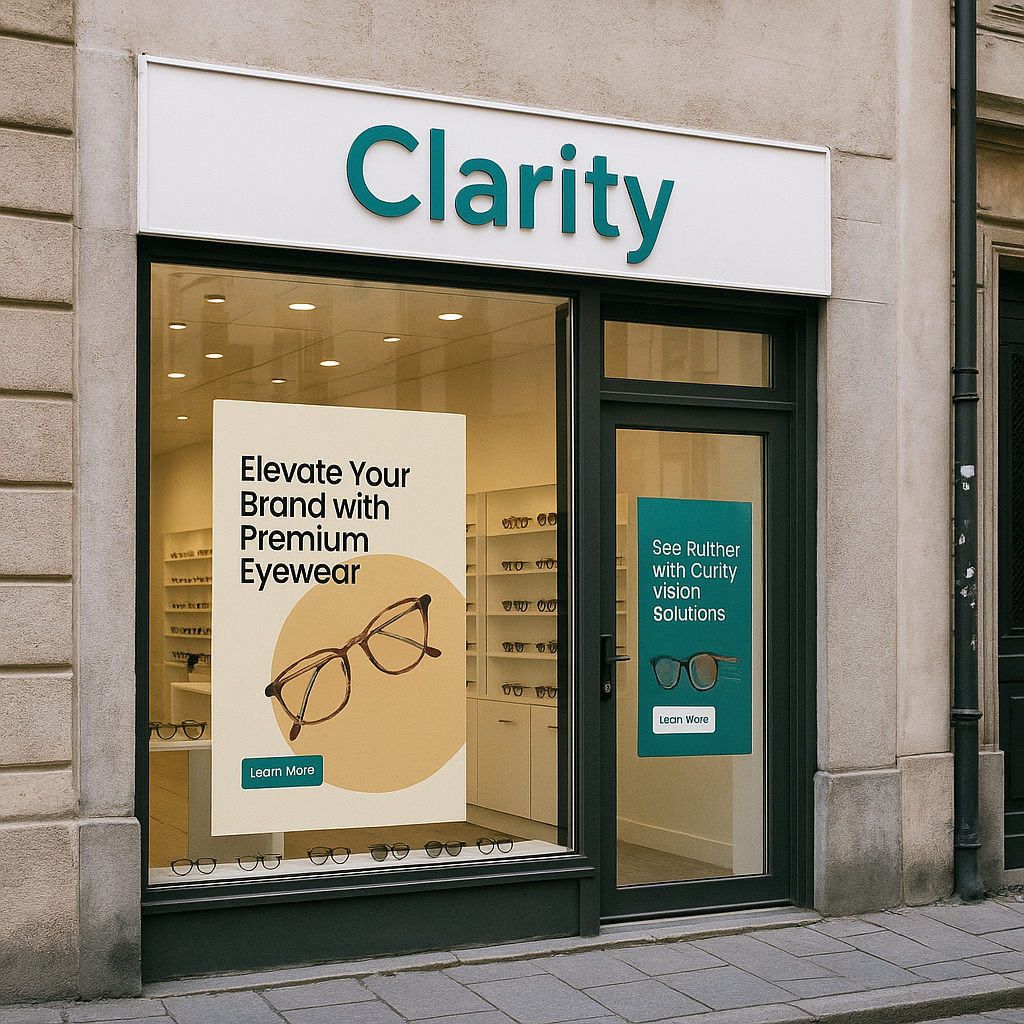 Clarity
Elevate Your
Brand with
Premium
Eyewear
Learn More
See Rulther
with Curity
vision
Solutions
Lean Wore